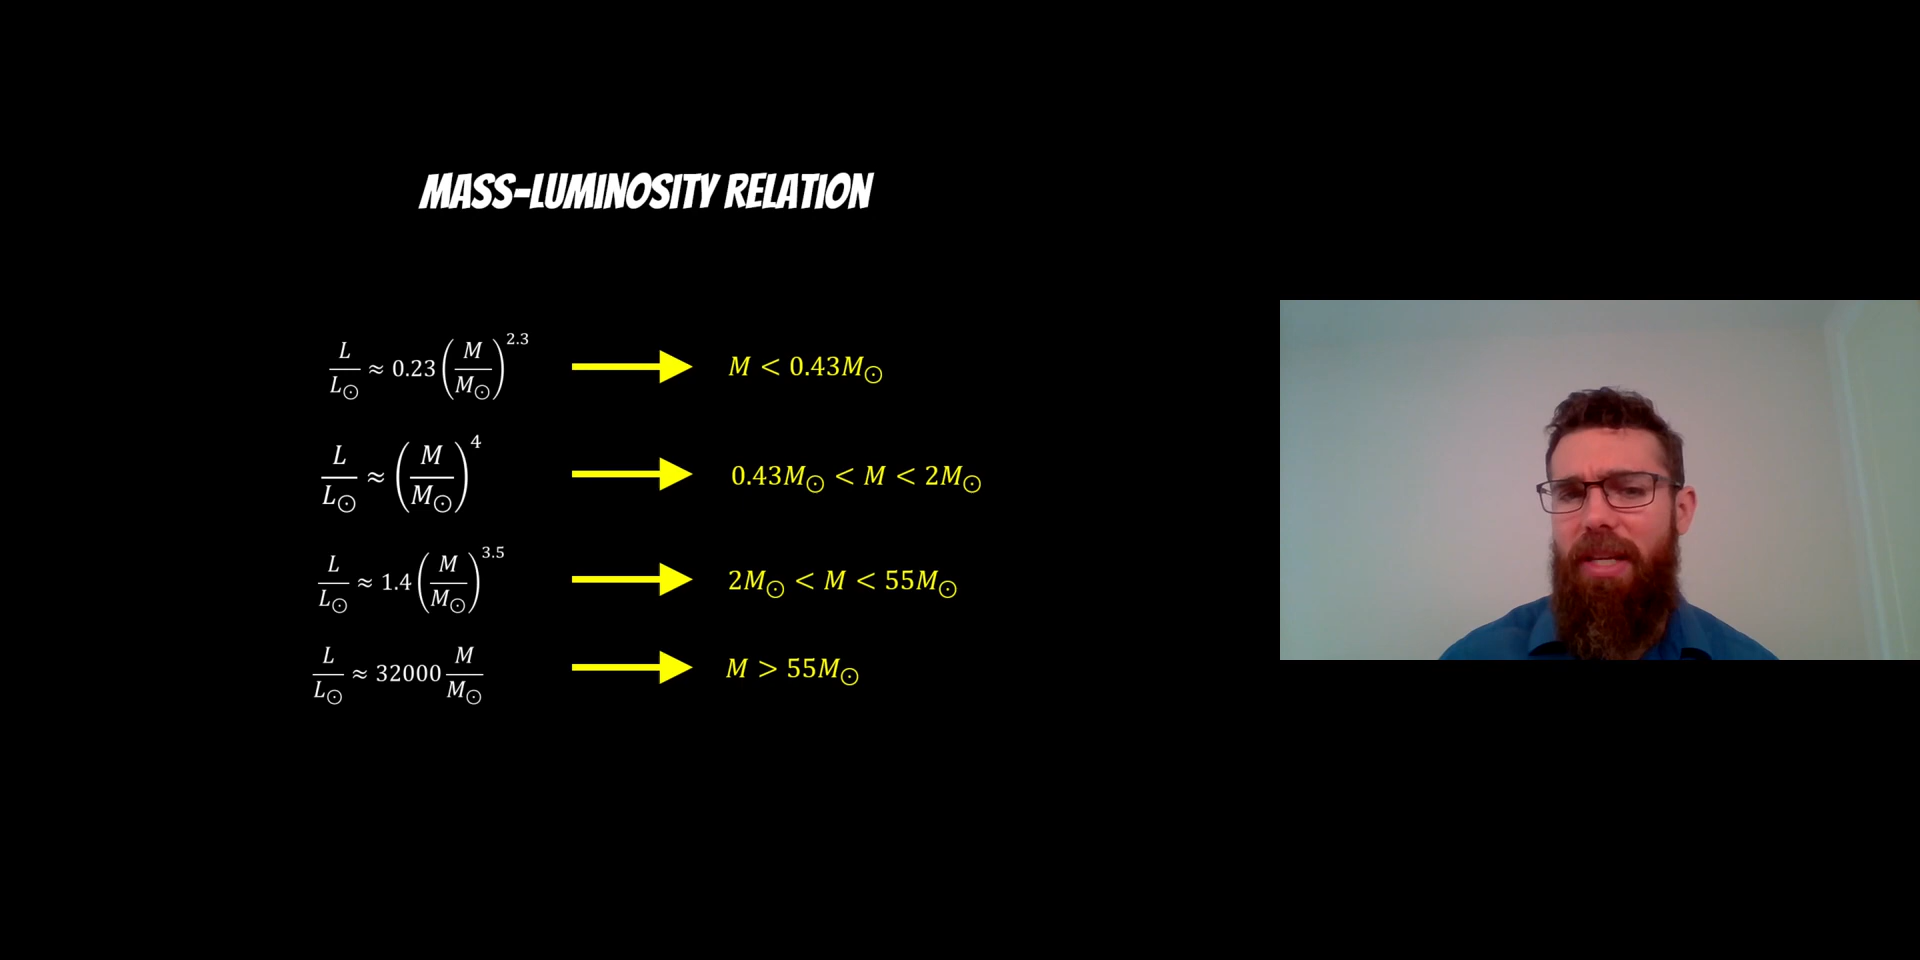 MASS-LUMINOSITY RELATION
L/L☉ ≈ 0.23 (M/M☉)^2.3 M < 0.43M☉
L/L☉ ≈ (M/M☉)^4 0.43M☉ < M < 2M☉
L/L☉ ≈ 1.4 (M/M☉)^3.5 2M☉ < M < 55M☉
L/L☉ ≈ 32000 M/M☉ M > 55M☉